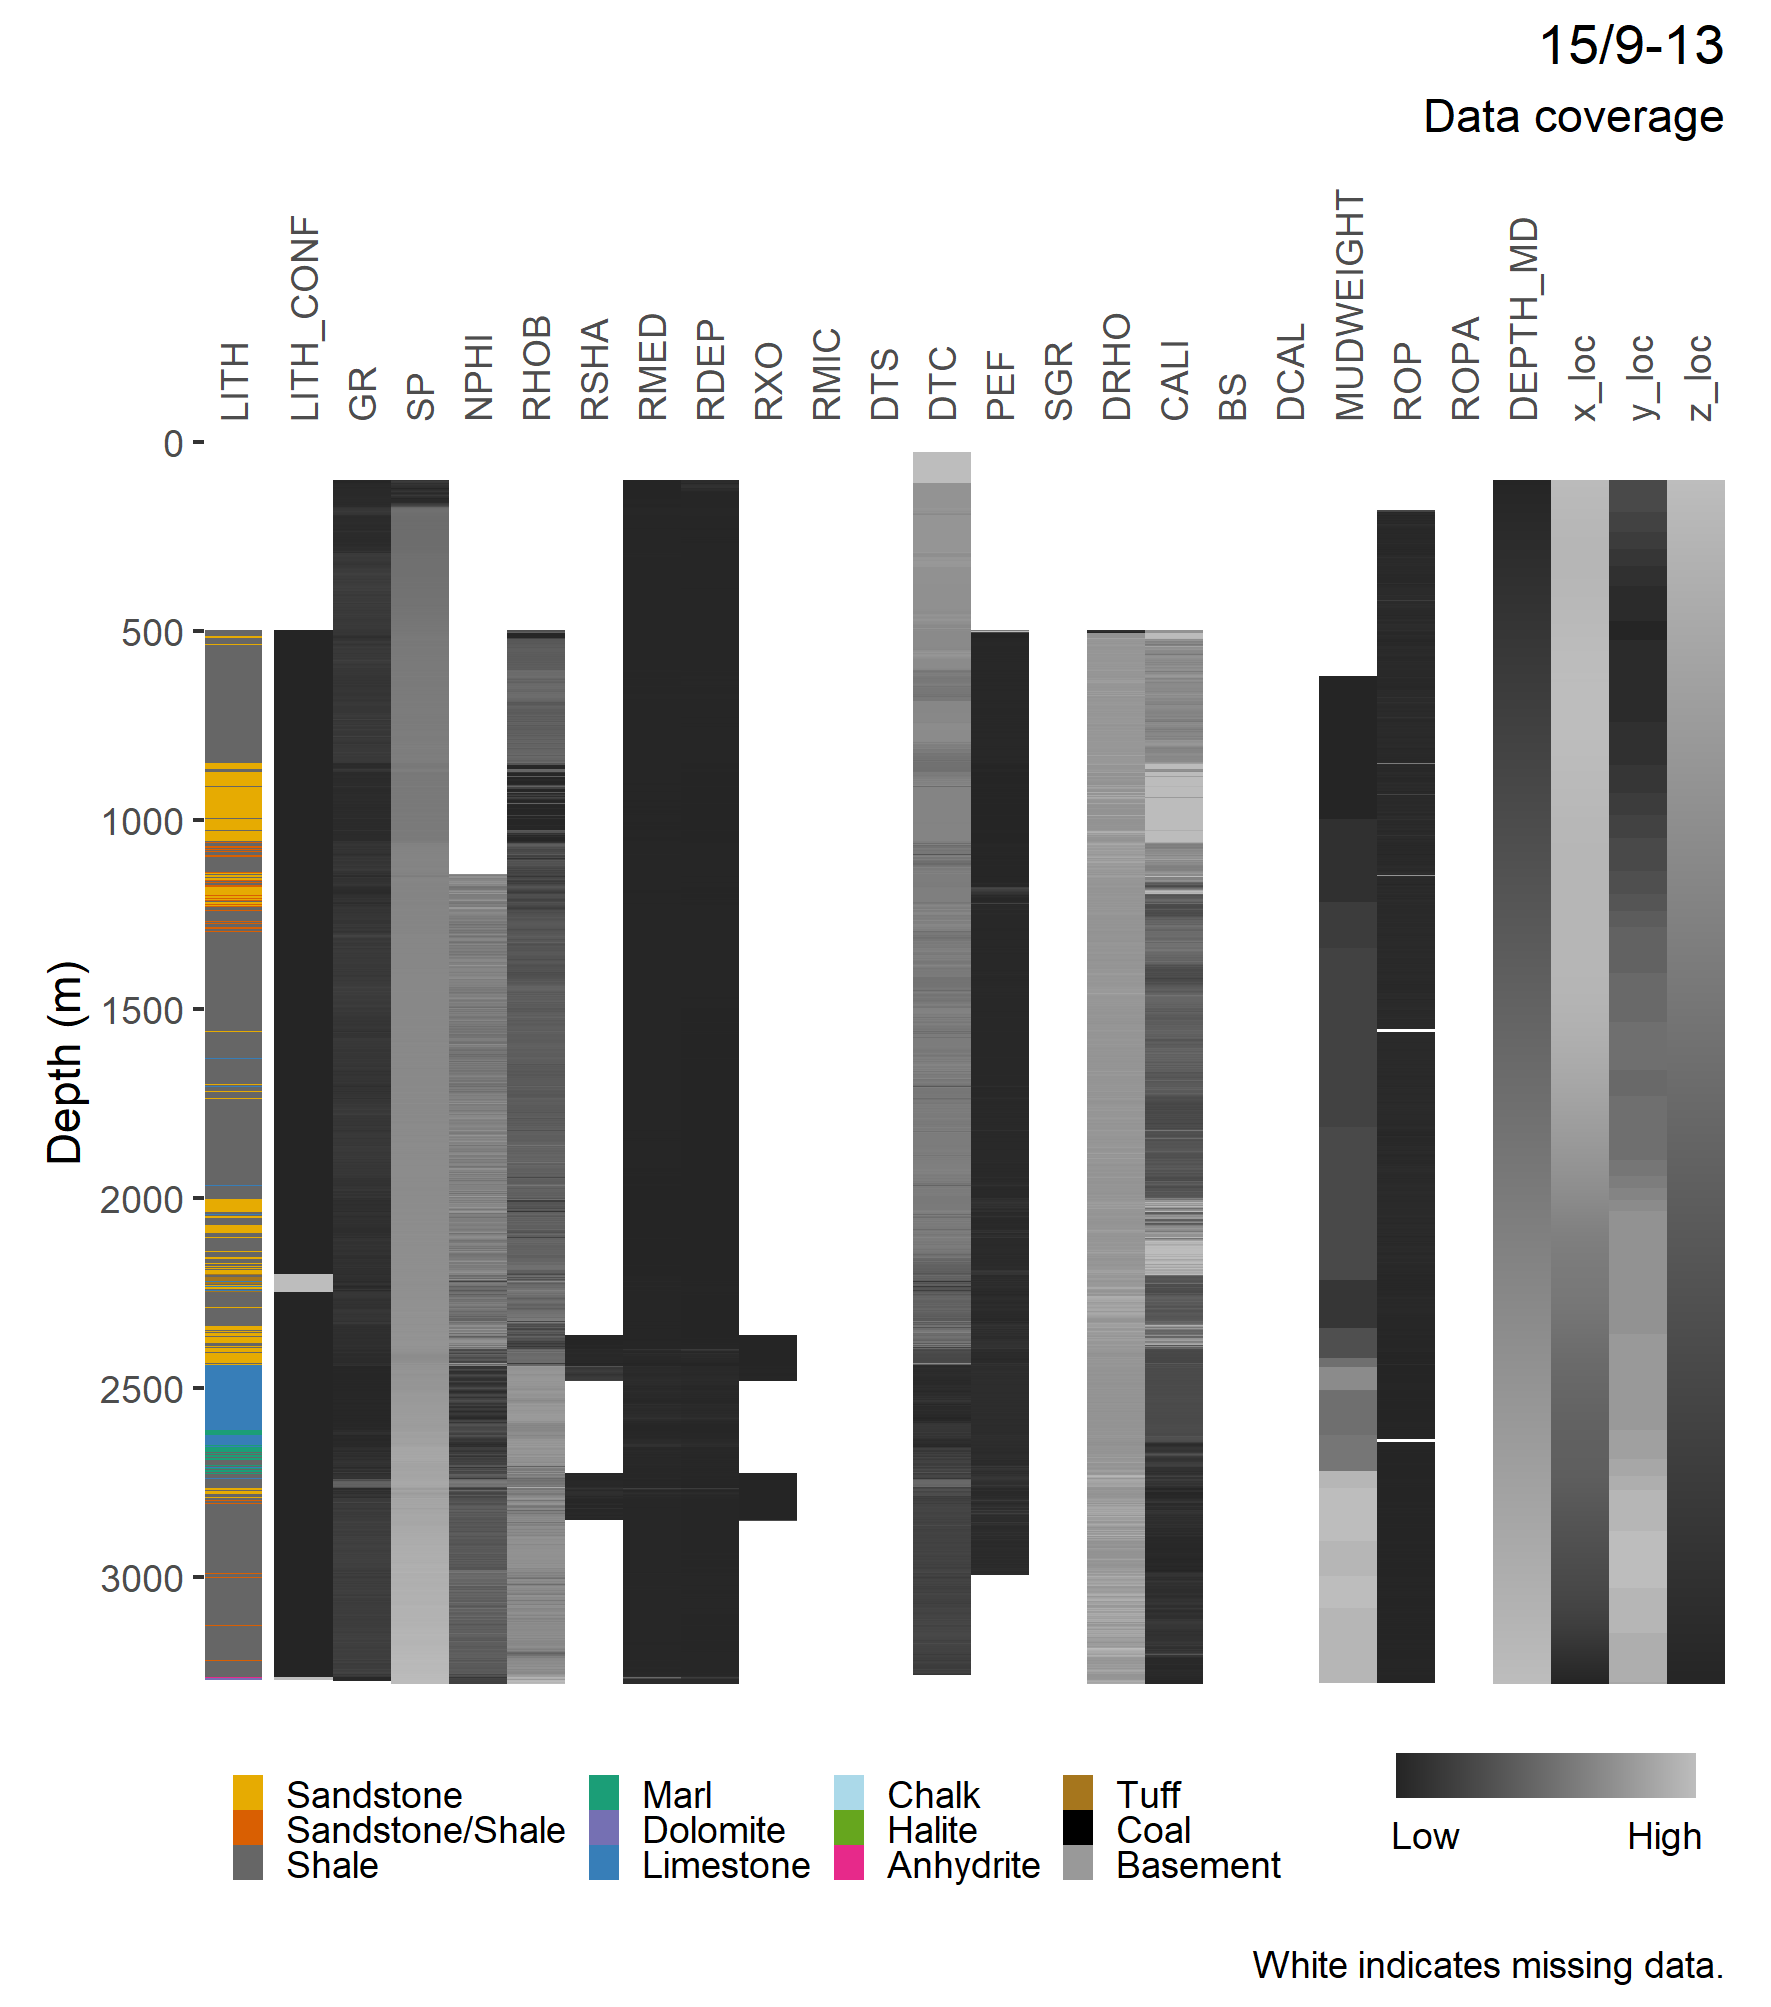 15/9-13
Data coverage
LITH
LITH_CONF
GR
SP
NPHI
RHOB
RSHA
RMED
RDEP
RXO
RMIC
DTS
DTC
PEF
SGR
DRHO
CALI
BS
DCAL
MUDWEIGHT
ROP
ROPA
DEPTH_MD
x_loc
y_loc
z_loc
Depth (m)
0
500
1000
1500
2000
2500
3000
Sandstone
Sandstone/Shale
Shale
Marl
Dolomite
Limestone
Chalk
Halite
Anhydrite
Tuff
Coal
Basement
Low High
White indicates missing data.